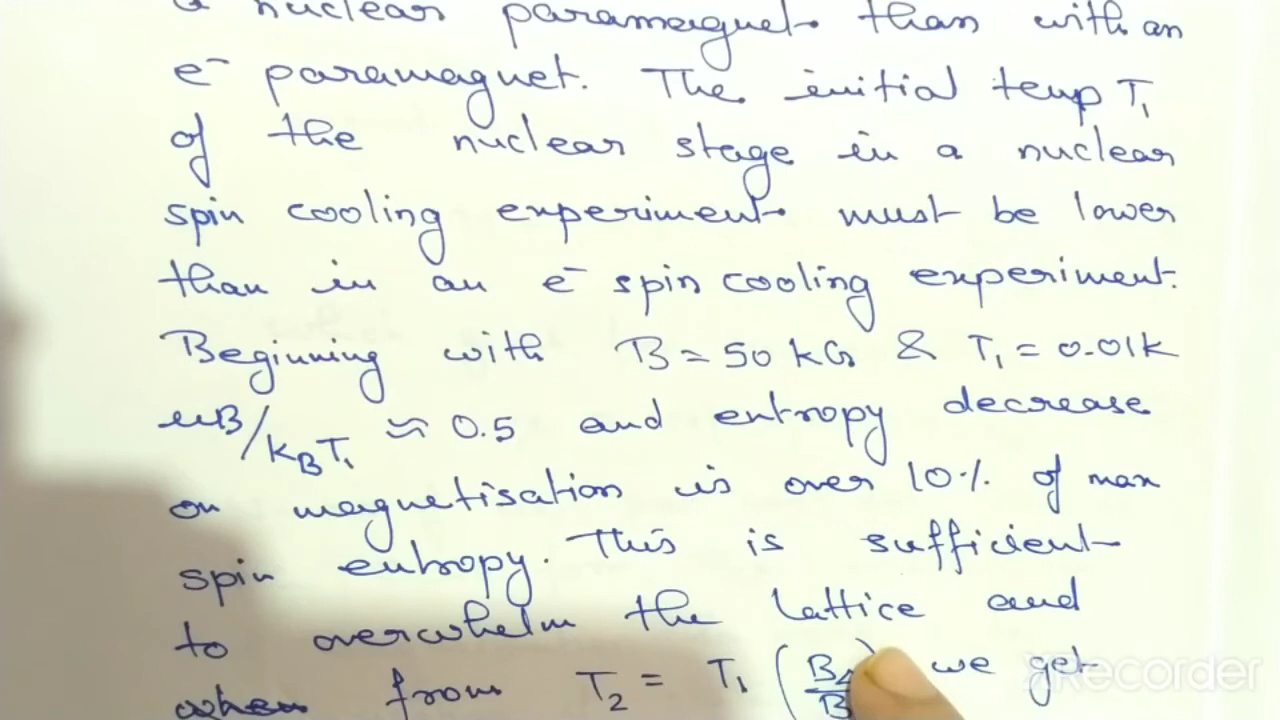 a nuclear paramagnet than with an
e⁻ paramagnet. The initial temp T₁
of the nuclear stage in a nuclear
spin cooling experiment must be lower
than in an e⁻ spin cooling experiment.
Beginning with B = 50 kG & T₁ = 0.01K
μB/k_BT₁ ≈ 0.5 and entropy decrease
on magnetisation is over 10% of max
spin entropy. This is sufficient
to overwhelm the lattice and
from T₂ = T₁ ( we get
XRecorder